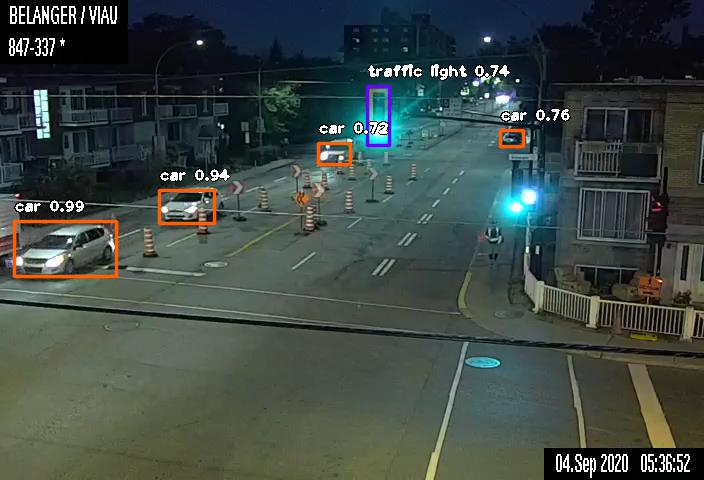 BELANGER / VIAU
847-337 *
traffic light 0.74
car 0.76
car 0.72
car 0.94
car 0.99
04.Sep 2020 05:36:52